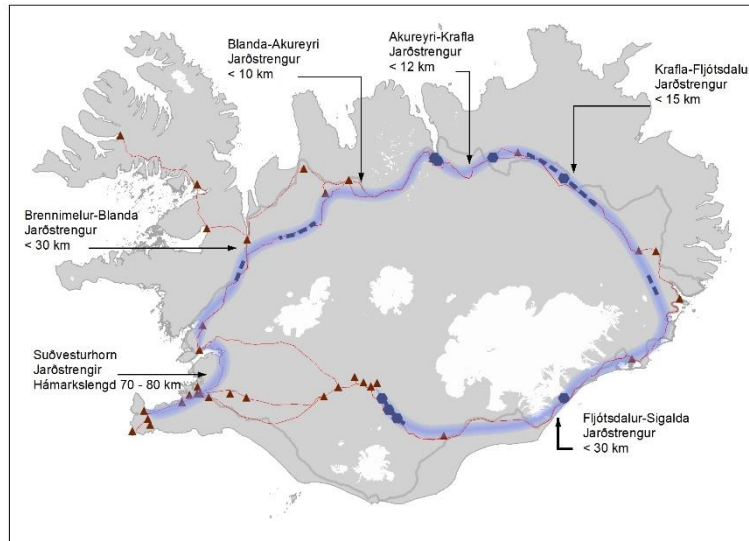 Blanda-Akureyri
Jarðstrengur
< 10 km
Akureyri-Krafla
Jarðstrengur
< 12 km
Krafla-Fljótsdalur
Jarðstrengur
< 15 km
Brennimelur-Blanda
Jarðstrengur
< 30 km
Suðvesturhorn
Jarðstrengir
Hámarkslengd 70 - 80 km
Fljótsdalur-Sigalda
Jarðstrengur
< 30 km